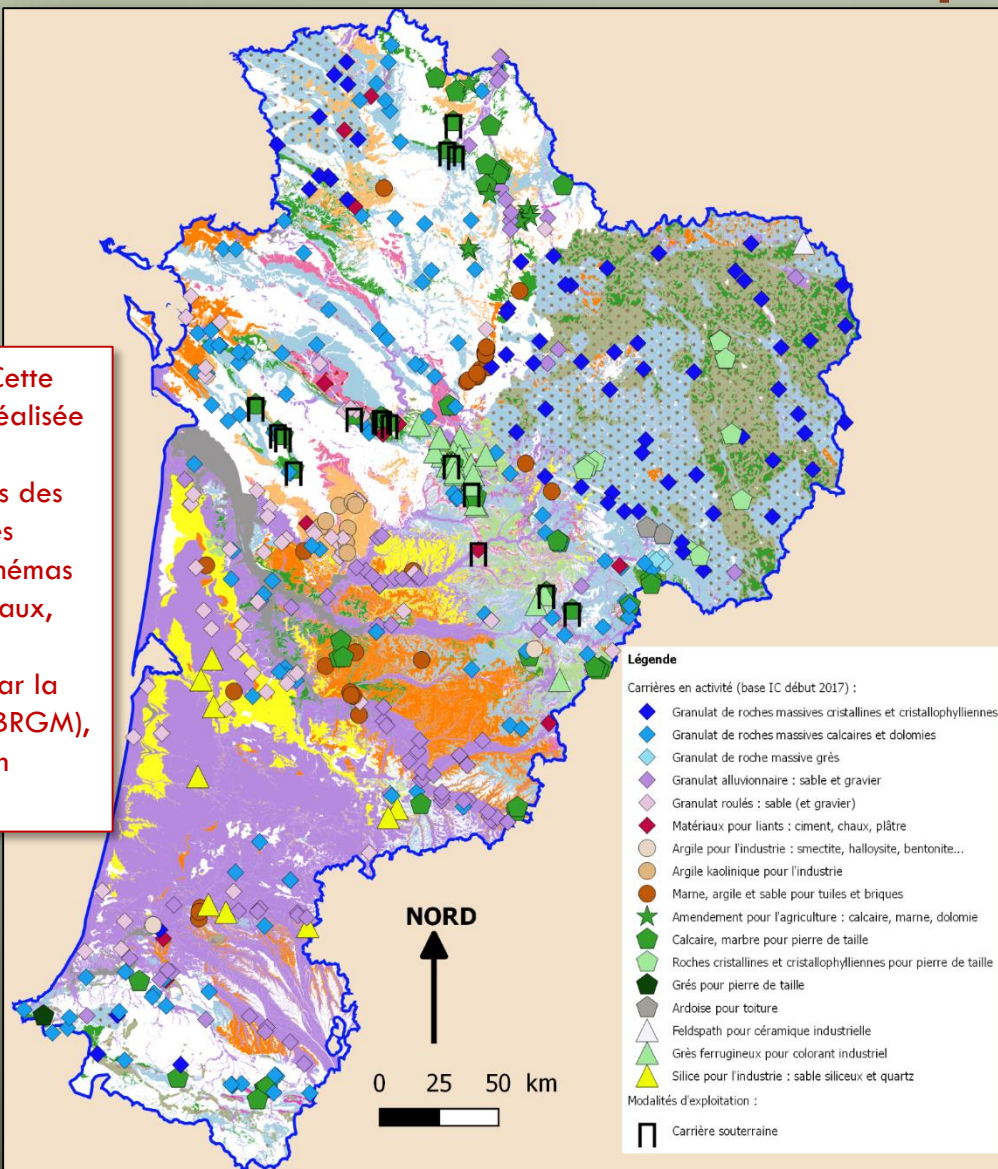 Cette
éalisée
s des
es
némas
aux,
ar la
BRGM),
n
NORD
0 25 50 km
Légende
Carrières en activité (base IC début 2017) :
Granulat de roches massives cristallines et cristallophylliennes
Granulat de roches massives calcaires et dolomies
Granulat de roche massive grès
Granulat alluvionnaire : sable et gravier
Granulat roulés : sable (et gravier)
Matériaux pour liants : ciment, chaux, plâtre
Argile pour l'industrie : smectite, halloysite, bentonite...
Argile kaolinique pour l'industrie
Marne, argile et sable pour tuiles et briques
Amendement pour l'agriculture : calcaire, marne, dolomie
Calcaire, marbre pour pierre de taille
Roches cristallines et cristallophylliennes pour pierre de taille
Grés pour pierre de taille
Ardoise pour toiture
Feldspath pour céramique industrielle
Grès ferrugineux pour colorant industriel
Silice pour l'industrie : sable siliceux et quartz
Modalités d'exploitation :
Carrière souterraine